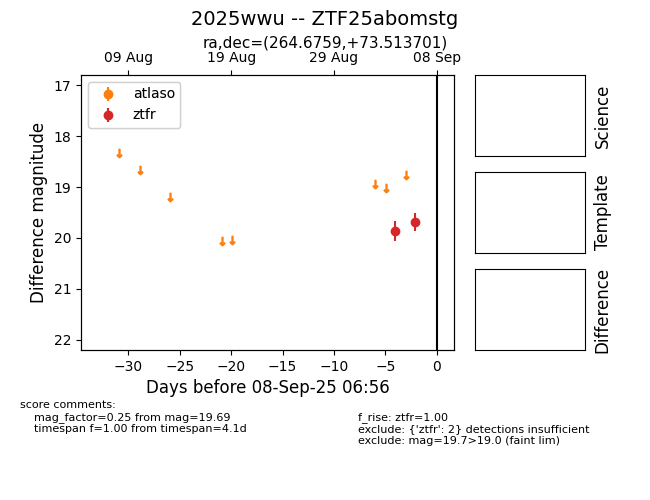 2025wwu -- ZTF25abomstg
ra,dec=(264.6759,+73.513701)
09 Aug 19 Aug 29 Aug 08 Sep
atlaso
ztfr
17
18
19
20
21
22
Difference magnitude
−30 −25 −20 −15 −10 −5 0
Days before 08-Sep-25 06:56
Science
Template
Difference
score comments:
mag_factor=0.25 from mag=19.69
timespan f=1.00 from timespan=4.1d
f_rise: ztfr=1.00
exclude: {'ztfr': 2} detections insufficient
exclude: mag=19.7>19.0 (faint lim)